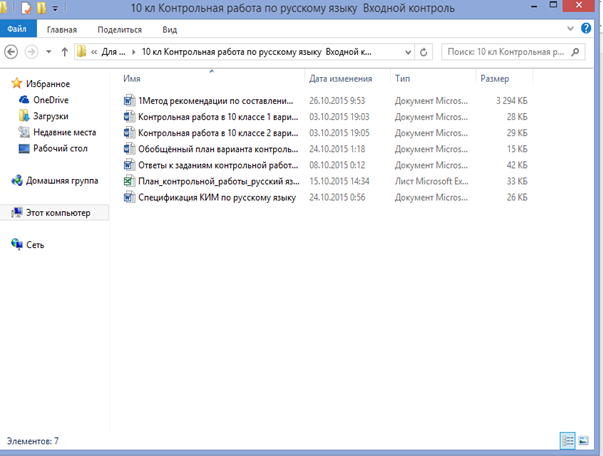 10 кл Контрольная работа по русскому языку Входной контроль
Файл Главная Поделиться Вид
« Для ... 10 кл Контрольная работа по русскому языку Входной к... Поиск: 10 кл Контрольная р...
Избранное
OneDrive
Загрузки
Недавние места
Рабочий стол
Домашняя группа
Этот компьютер
Сеть
Имя Дата изменения Тип Размер
1Метод рекомендации по составлени... 26.10.2015 9:53 Документ Micros... 3 294 КБ
Контрольная работа в 10 классе 1 вари... 03.10.2015 19:03 Документ Micros... 28 КБ
Контрольная работа в 10 классе 2 вари... 03.10.2015 19:05 Документ Micros... 29 КБ
Обобщённый план варианта контроль... 24.10.2015 1:18 Документ Micros... 15 КБ
Ответы к заданиям контрольной работ... 08.10.2015 0:12 Документ Micros... 42 КБ
План_контрольной_работы_русский яз... 15.10.2015 14:34 Лист Microsoft Ex... 33 КБ
Спецификация КИМ по русскому языку 24.10.2015 0:56 Документ Micros... 26 КБ
Элементов: 7